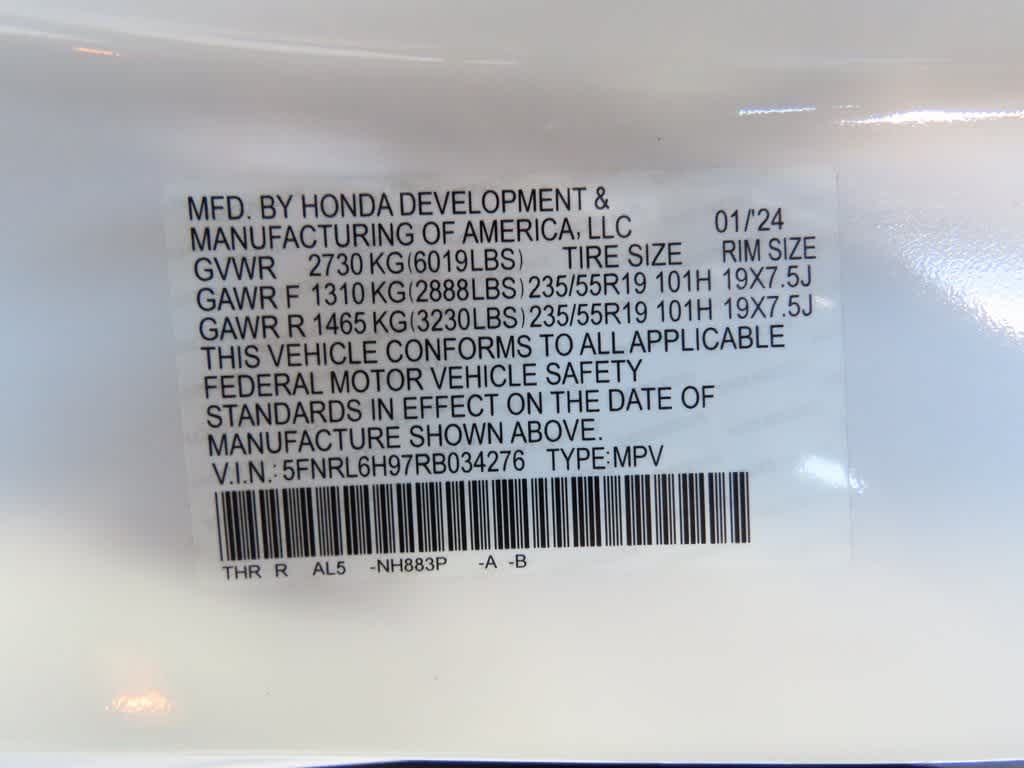 MFD. BY HONDA DEVELOPMENT &
MANUFACTURING OF AMERICA, LLC 01/'24
GVWR 2730 KG(6019LBS) TIRE SIZE RIM SIZE
GAWR F 1310 KG(2888LBS) 235/55R19 101H 19X7.5J
GAWR R 1465 KG(3230LBS) 235/55R19 101H 19X7.5J
THIS VEHICLE CONFORMS TO ALL APPLICABLE
FEDERAL MOTOR VEHICLE SAFETY
STANDARDS IN EFFECT ON THE DATE OF
MANUFACTURE SHOWN ABOVE.
V.I.N.: 5FNRL6H97RB034276 TYPE:MPV
THR R AL5 -NH883P -A -B